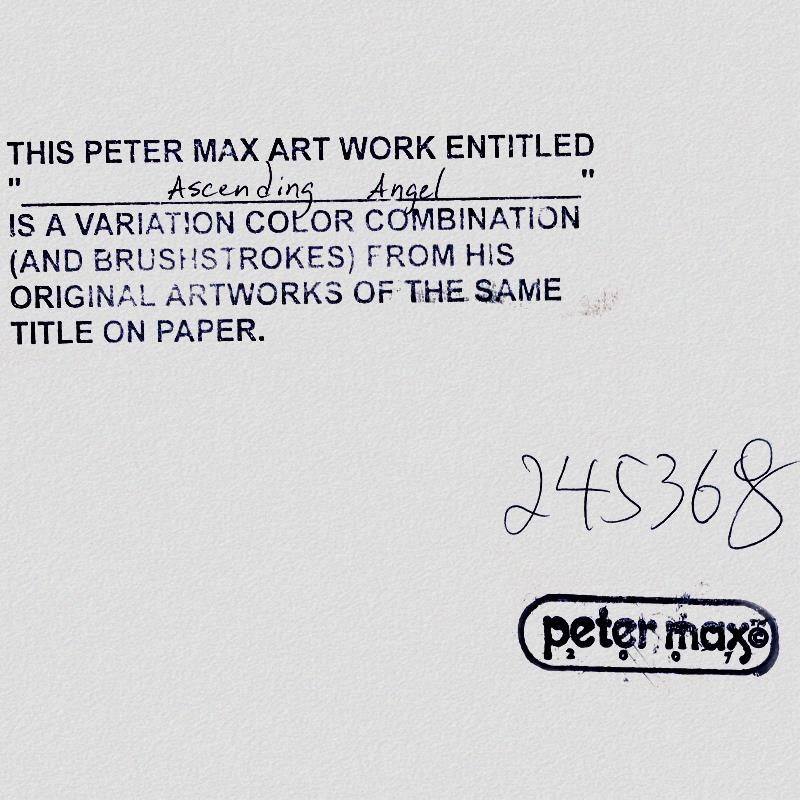 THIS PETER MAX ART WORK ENTITLED
" Ascending Angel "
IS A VARIATION COLOR COMBINATION
(AND BRUSHSTROKES) FROM HIS
ORIGINAL ARTWORKS OF THE SAME
TITLE ON PAPER.
245368
peter max™©
2007